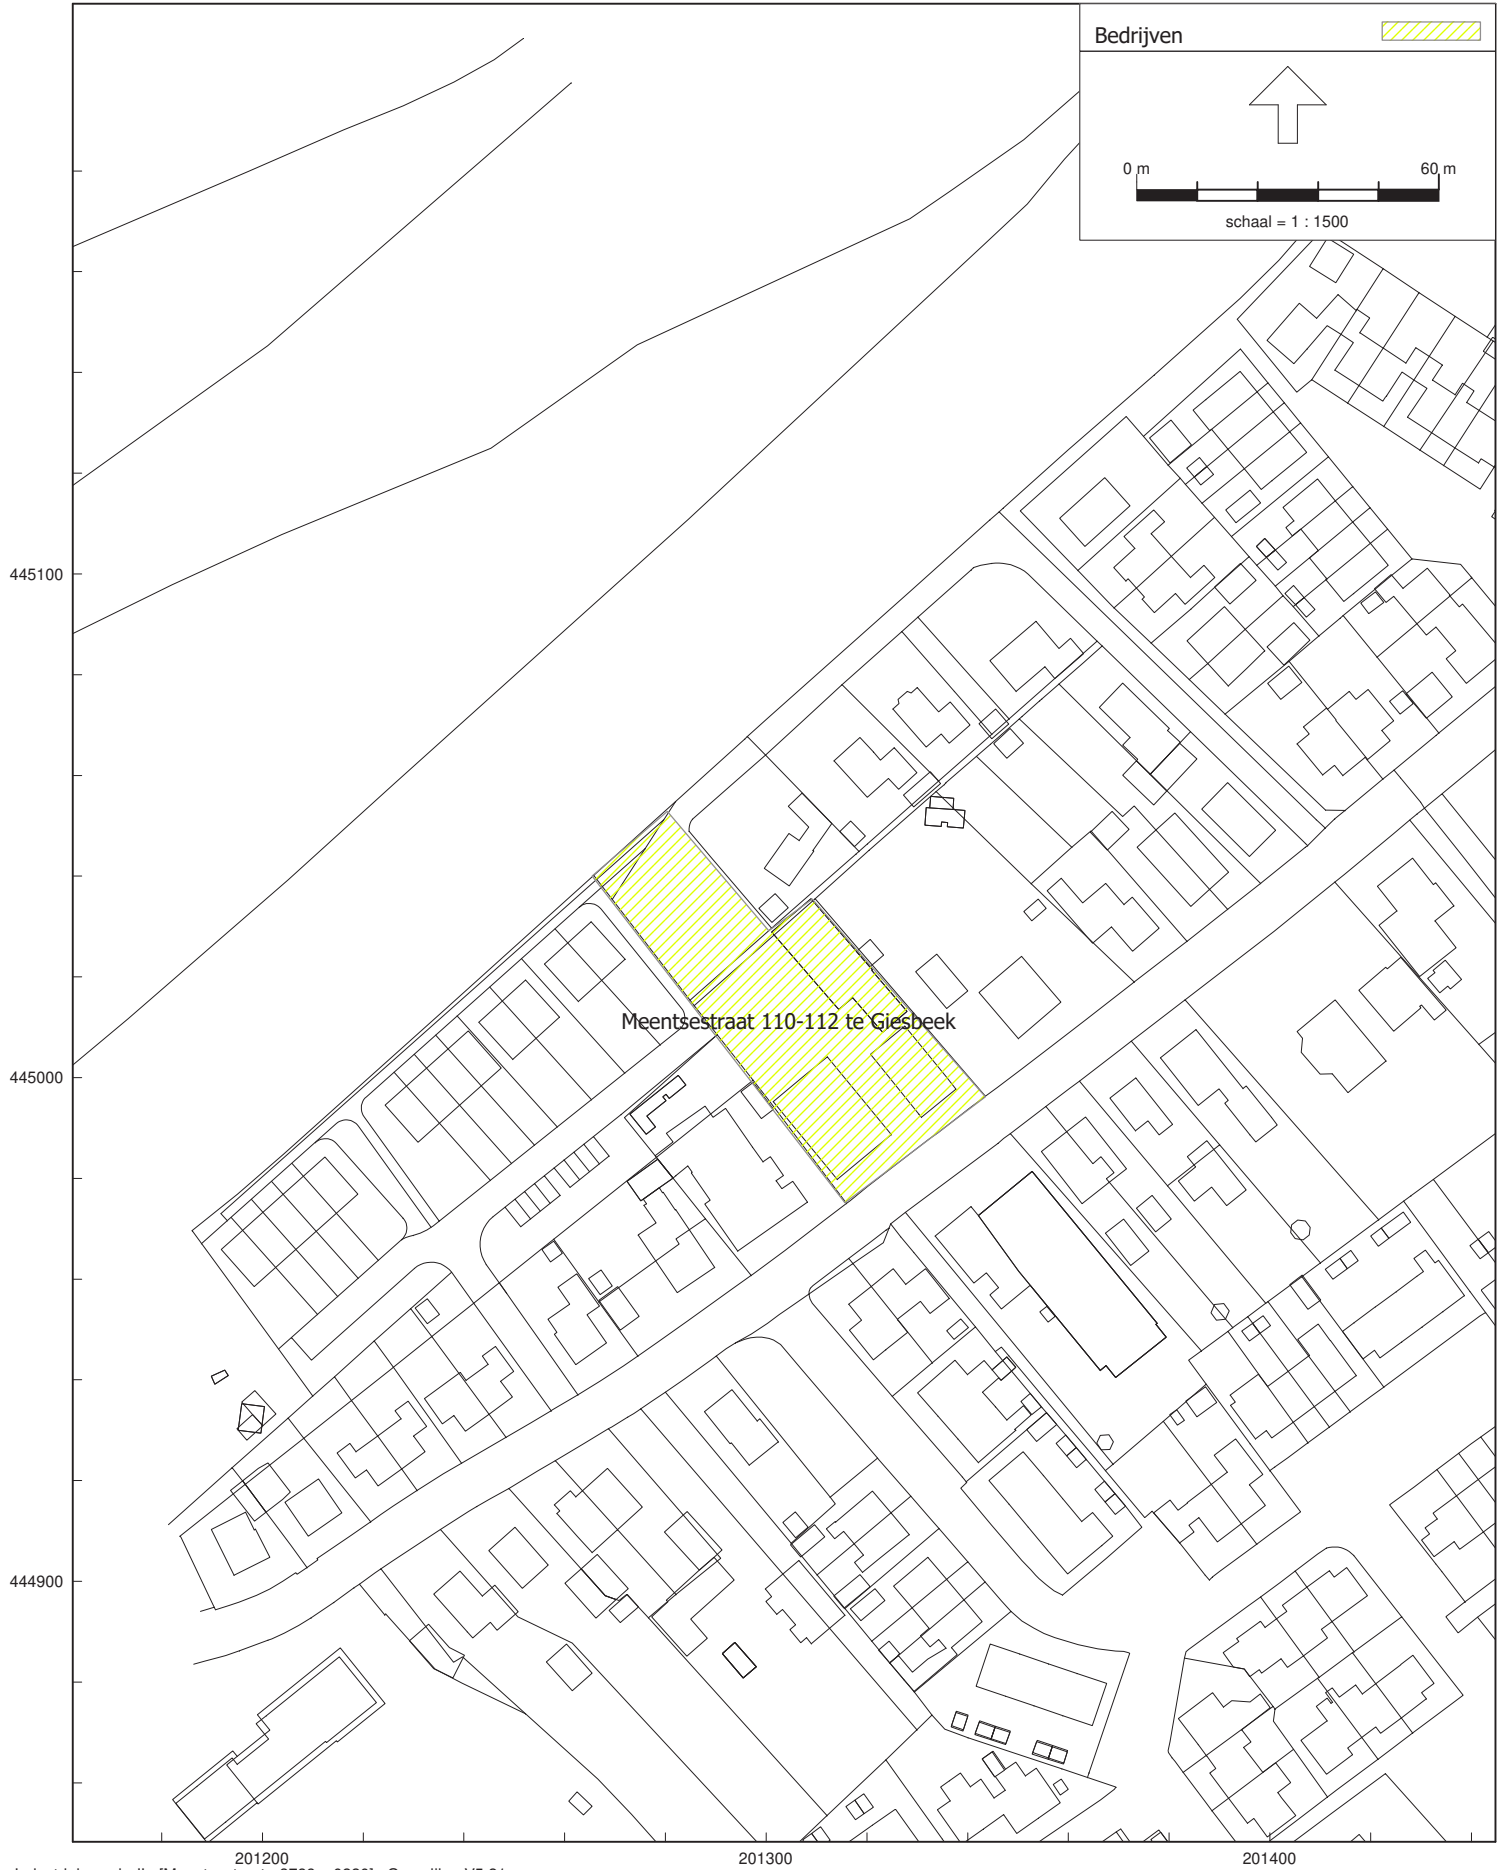 Bedrijven
0 m 60 m
schaal = 1 : 1500
445100
Meentsestraat 110-112 te Giesbeek
445000
444900
201200 201300 201400